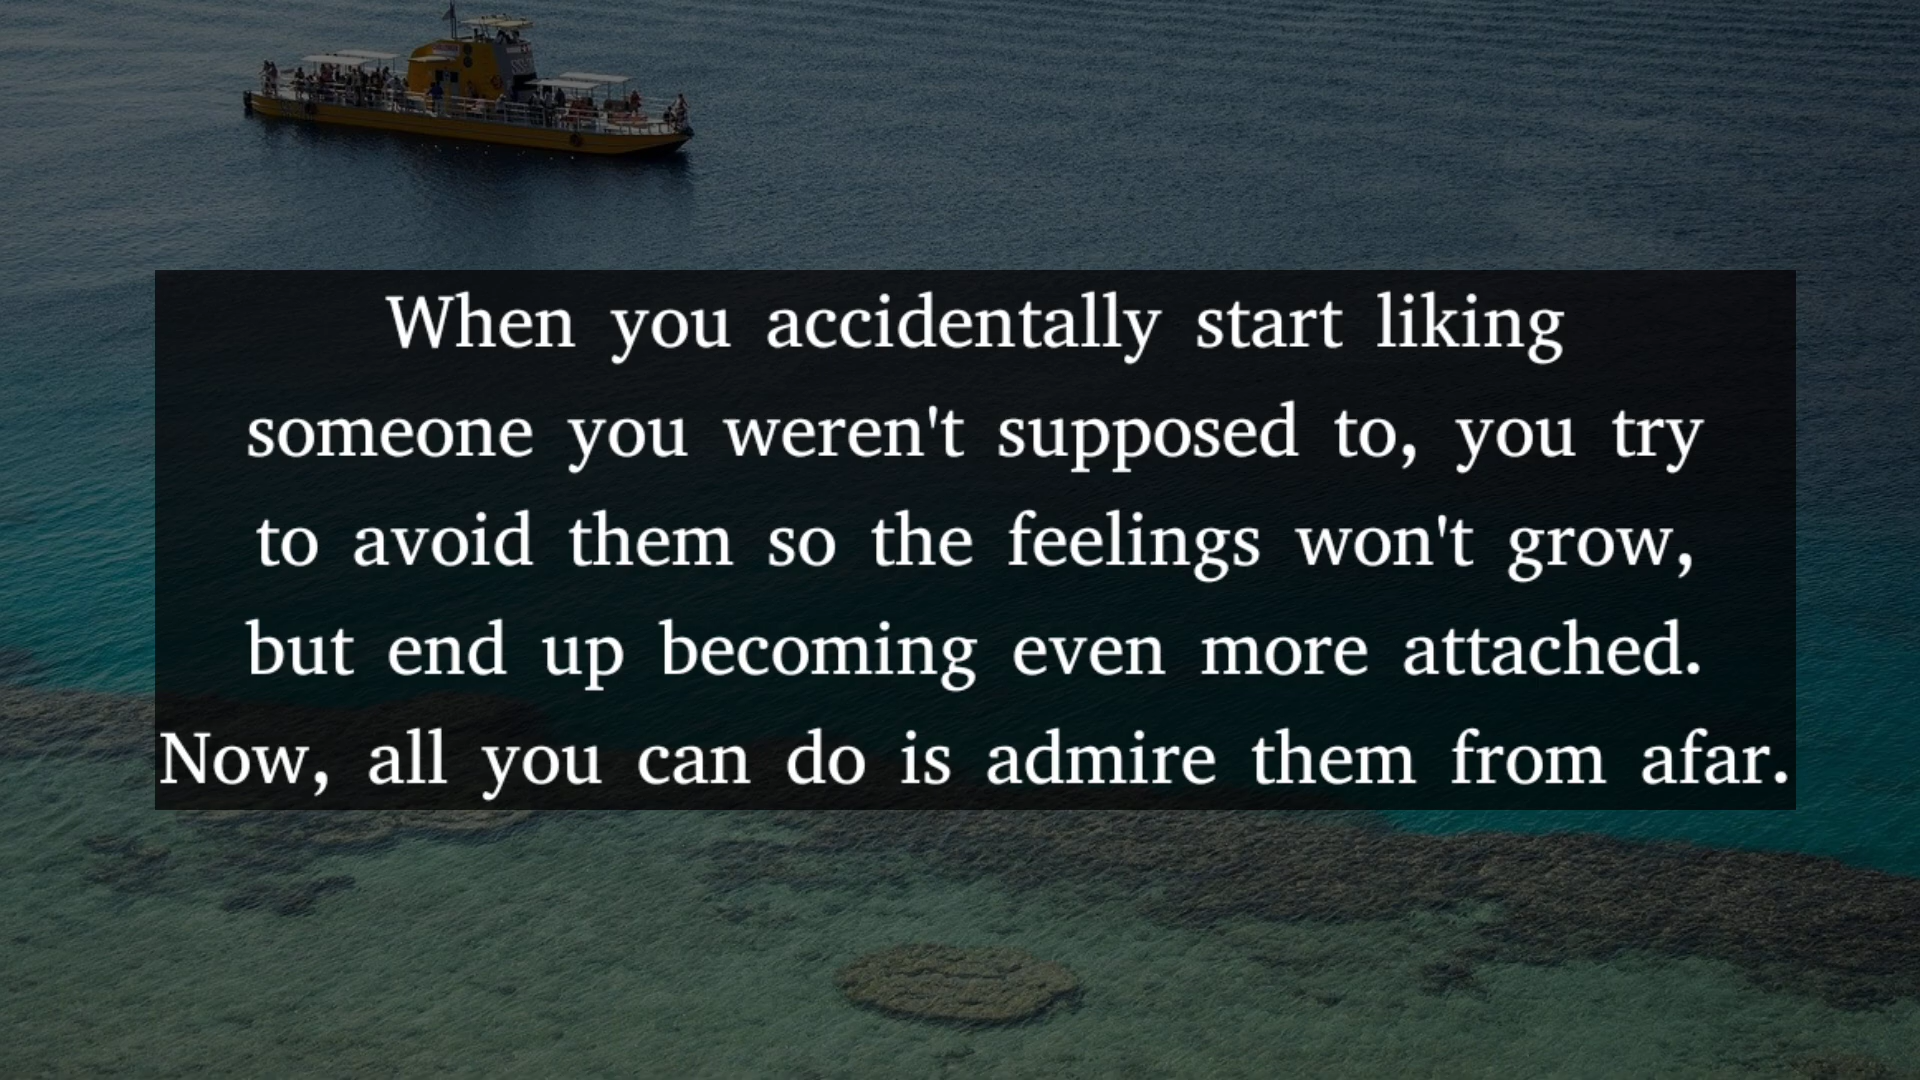 When you accidentally start liking
someone you weren't supposed to, you try
to avoid them so the feelings won't grow,
but end up becoming even more attached.
Now, all you can do is admire them from afar.